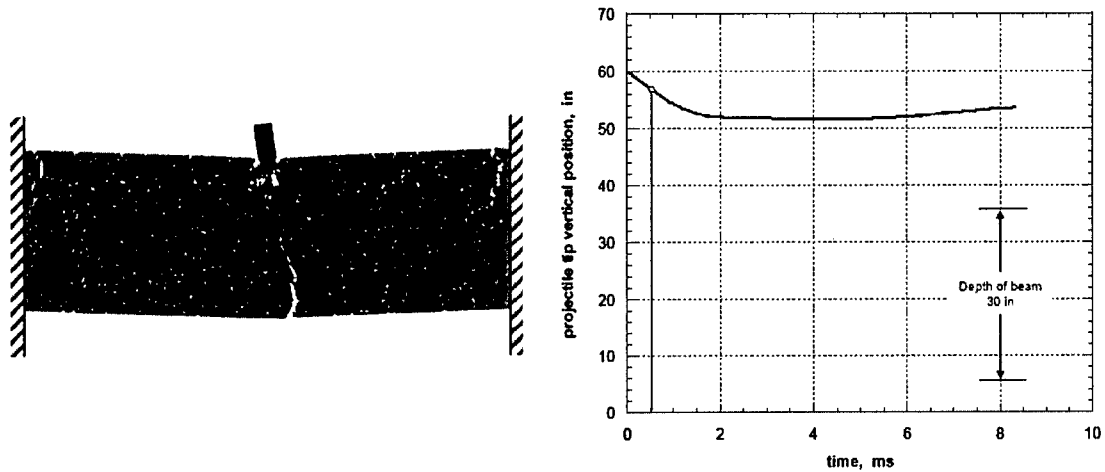 70
60
50
40
30
20
10
0
projectile tip vertical position, in
Depth of beam
30 in
0 2 4 6 8 10
time, ms